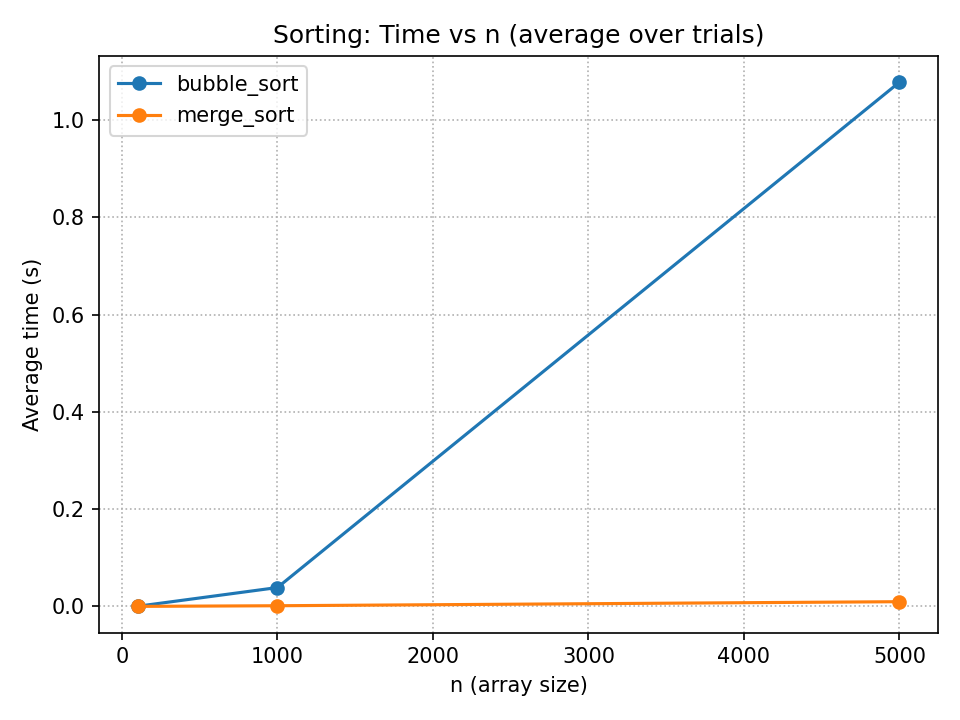 Sorting: Time vs n (average over trials)
bubble_sort
merge_sort
Average time (s)
1.0
0.8
0.6
0.4
0.2
0.0
0 1000 2000 3000 4000 5000
n (array size)